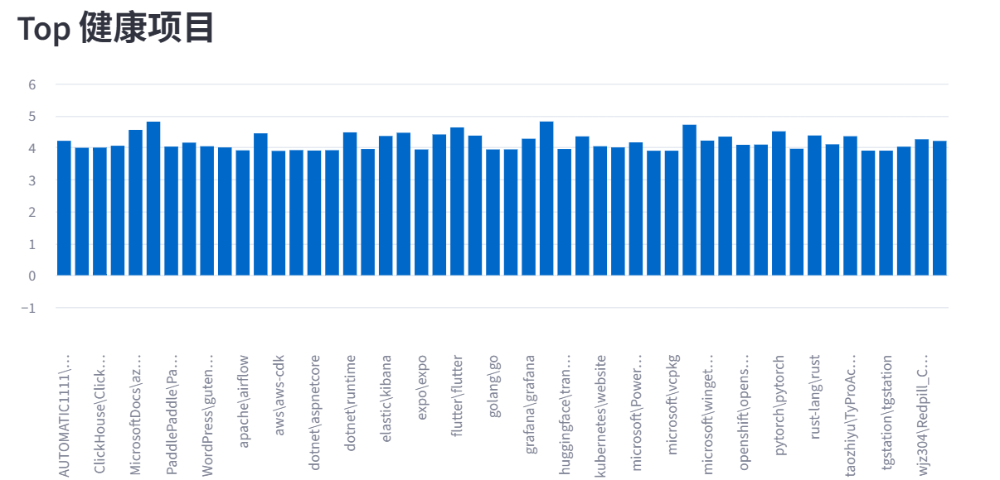 Top 健康项目
6
5
4
3
2
1
0
−1
AUTOMATIC1111\…
ClickHouse\Click…
MicrosoftDocs\az…
PaddlePaddle\Pa…
WordPress\guten…
apache\airflow
aws\aws-cdk
dotnet\aspnetcore
dotnet\runtime
elastic\kibana
expo\expo
flutter\flutter
golang\go
grafana\grafana
huggingface\tran…
kubernetes\website
microsoft\Power…
microsoft\vcpkg
microsoft\winget…
openshift\opens…
pytorch\pytorch
rust-lang\rust
taozhiyu\TyProAc…
tgstation\tgstation
wjz304\Redpill_C…